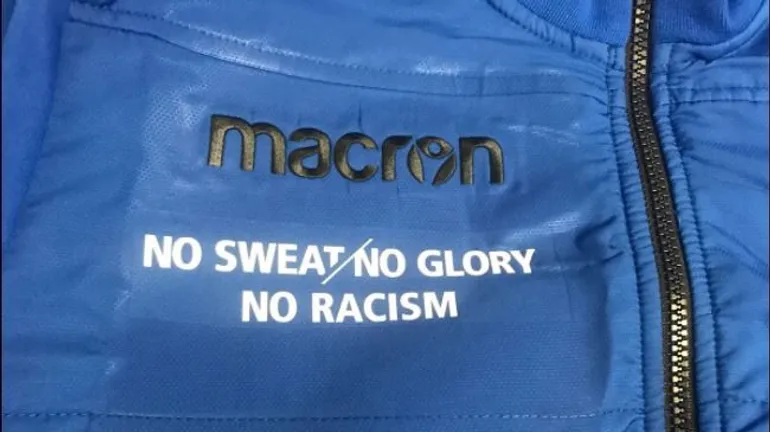 macron
NO SWEAT/NO GLORY
NO RACISM